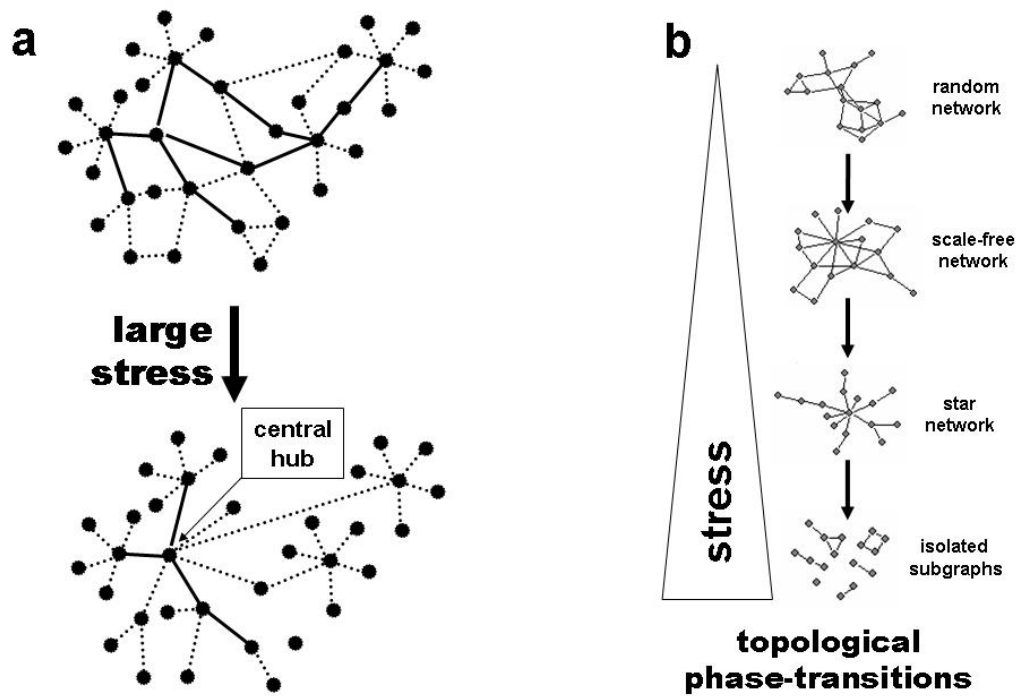 a
large
stress
central
hub
b
random
network
scale-free
network
star
network
isolated
subgraphs
stress
topological
phase-transitions